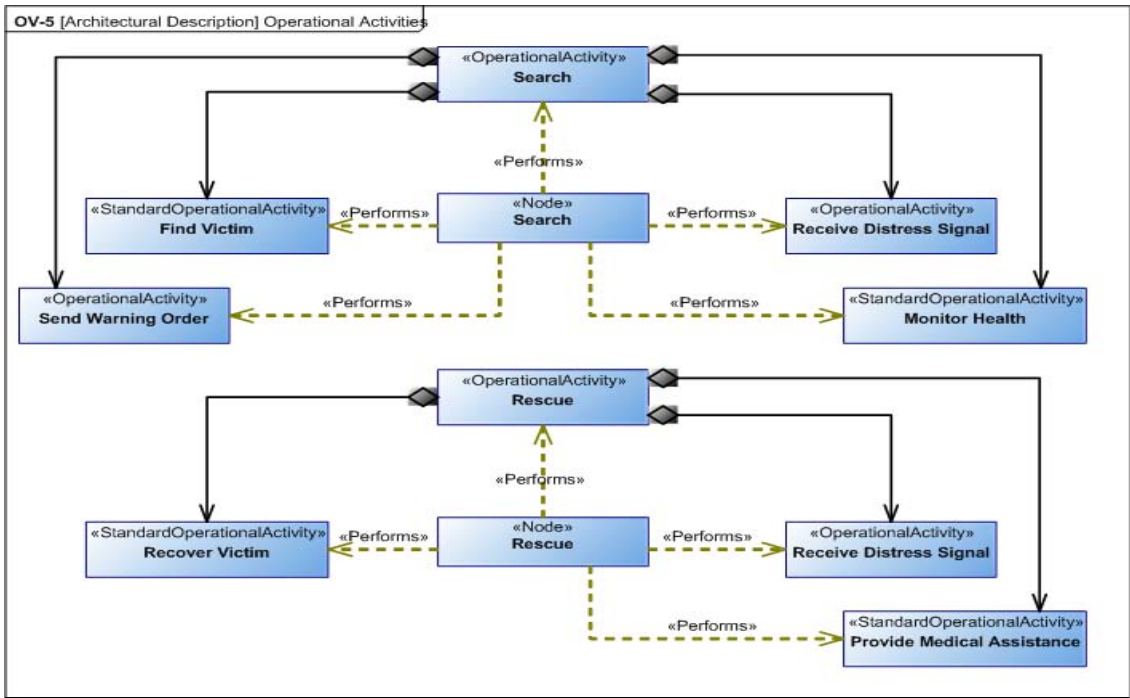 OV-5 [Architectural Description] Operational Activities
«OperationalActivity»
Search
«Performs»
«StandardOperationalActivity»
Find Victim
«Performs»
«Node»
Search
«Performs»
«OperationalActivity»
Receive Distress Signal
«OperationalActivity»
Send Warning Order
«Performs»
«Performs»
«StandardOperationalActivity»
Monitor Health
«OperationalActivity»
Rescue
«Performs»
«StandardOperationalActivity»
Recover Victim
«Performs»
«Node»
Rescue
«Performs»
«OperationalActivity»
Receive Distress Signal
«Performs»
«StandardOperationalActivity»
Provide Medical Assistance